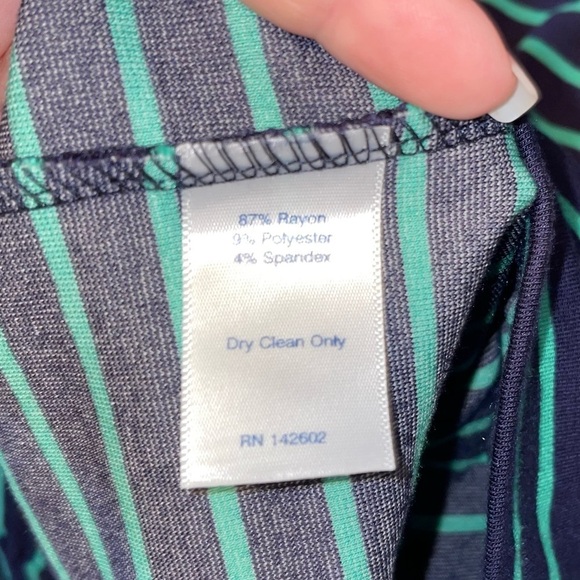 87% Rayon
9% Polyester
4% Spandex
Dry Clean Only
RN 142602